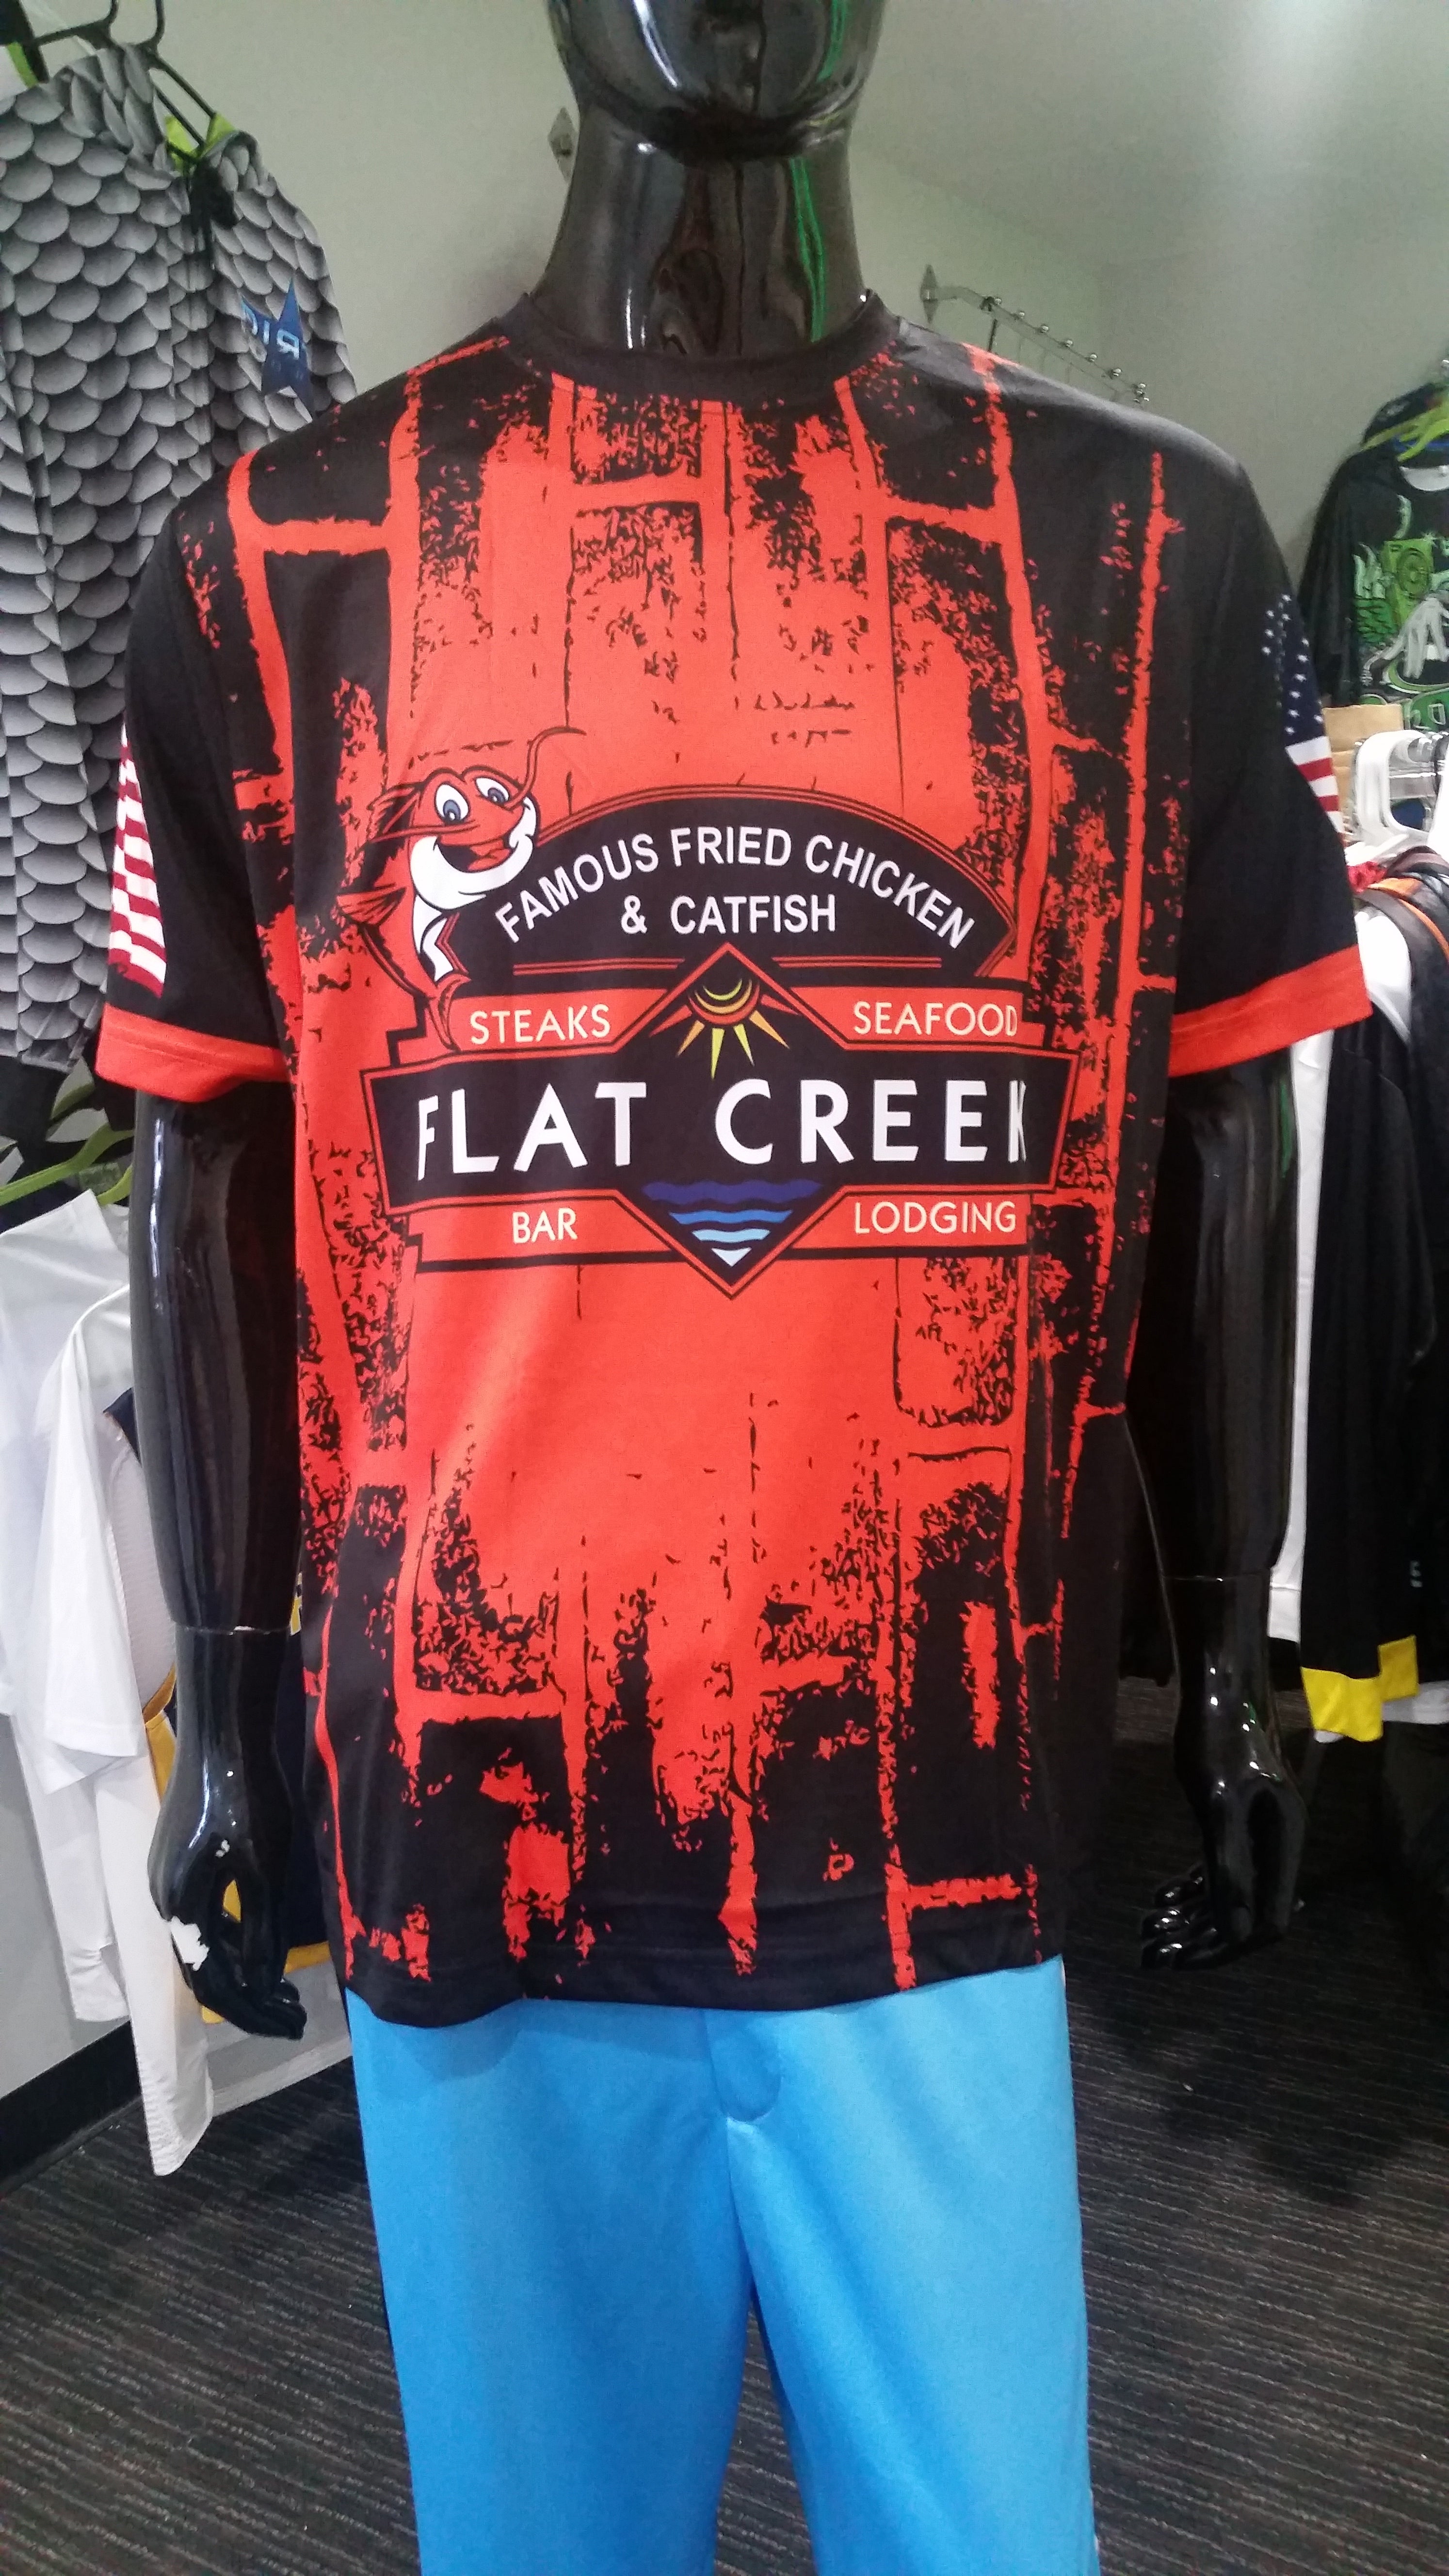 FAMOUS FRIED CHICKEN
& CATFISH
STEAKS SEAFOOD
FLAT CREEK
BAR LODGING